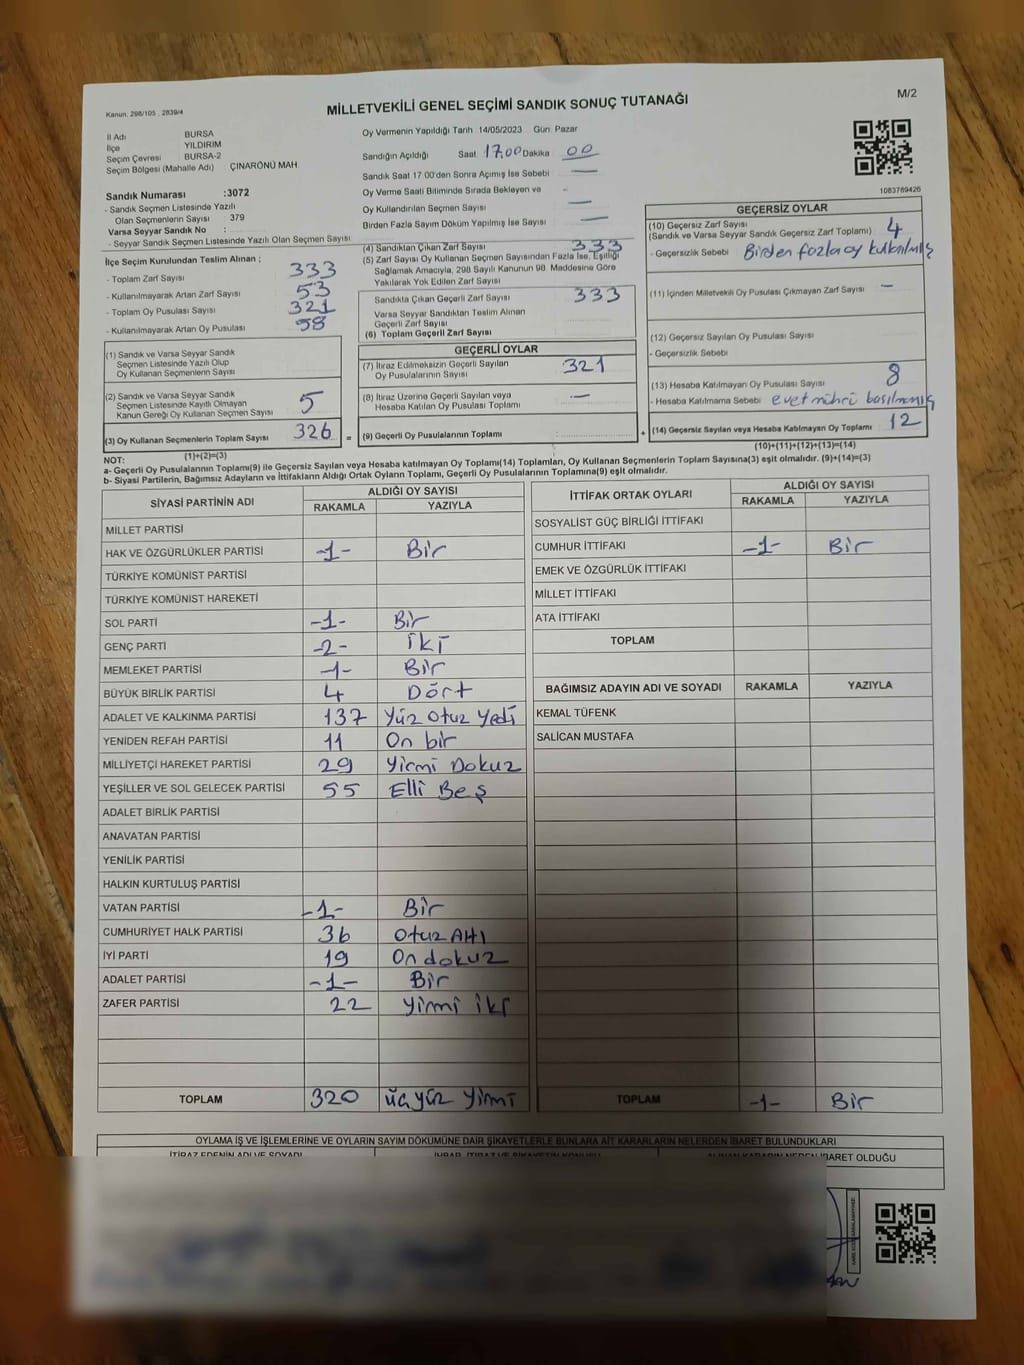 Kanun: 298/105 , 2839/4
MİLLETVEKİLİ GENEL SEÇİMİ SANDIK SONUÇ TUTANAĞI
M/2
İl Adı BURSA
İlçe YILDIRIM
Seçim Çevresi BURSA-2
Seçim Bölgesi (Mahalle Adı) : ÇINARÖNÜ MAH.
Sandık Numarası :3072
- Sandık Seçmen Listesinde Yazılı
Olan Seçmenlerin Sayısı : 379
Varsa Seyyar Sandık No :
- Seyyar Sandık Seçmen Listesinde Yazılı Olan Seçmen Sayısı:
İlçe Seçim Kurulundan Teslim Alınan ;
- Toplam Zarf Sayısı 333
- Kullanılmayarak Artan Zarf Sayısı 53
- Toplam Oy Pusulası Sayısı 321
- Kullanılmayarak Artan Oy Pusulası 58
Oy Vermenin Yapıldığı Tarih 14/05/2023 Gün: Pazar
Sandığın Açıldığı Saat 17.00 Dakika 00
Sandık Saat 17 00'den Sonra Açımış İse Sebebi —
Oy Verme Saati Bitiminde Sırada Bekleyen ve -
Oy Kullandırılan Seçmen Sayısı —
Birden Fazla Sayım Döküm Yapılmış İse Sayısı —
(4) Sandıktan Çıkan Zarf Sayısı 333
(5) Zarf Sayısı Oy Kullanan Seçmen Sayısından Fazla İse, Eşitliği
Sağlamak Amacıyla, 298 Sayılı Kanunun 98. Maddesine Göre
Yakılarak Yok Edilen Zarf Sayısı
Sandıkta Çıkan Geçerli Zarf Sayısı 333
Varsa Seyyar Sandıktan Teslim Alınan
Geçerli Zarf Sayısı
(6) Toplam Geçerli Zarf Sayısı
1083769426
GEÇERSİZ OYLAR
(10) Geçersiz Zarf Sayısı
(Sandık ve Varsa Seyyar Sandık Geçersiz Zarf Toplamı) 4
- Geçersizlik Sebebi Birden fazla oy kullanılmış
(11) İçinden Milletvekili Oy Pusulası Çıkmayan Zarf Sayısı -
(12) Geçersiz Sayılan Oy Pusulası Sayısı
- Geçersizlik Sebebi
(13) Hesaba Katılmayan Oy Pusulası Sayısı 8
- Hesaba Katılmama Sebebi evet mührü basılmamış
(14) Geçersiz Sayılan veya Hesaba Katılmayan Oy Toplamı 12
(10)+(11)+(12)+(13)=(14)
(1) Sandık ve Varsa Seyyar Sandık
Seçmen Listesinde Yazılı Olup
Oy Kullanan Seçmenlerin Sayısı
(2) Sandık ve Varsa Seyyar Sandık
Seçmen Listesinde Kayıtlı Olmayan
Kanun Gereği Oy Kullanan Seçmen Sayısı 5
(3) Oy Kullanan Seçmenlerin Toplam Sayısı 326 =
(1)+(2)=(3)
GEÇERLİ OYLAR
(7) İtiraz Edilmeksizin Geçerli Sayılan
Oy Pusulalarının Sayısı 321
(8) İtiraz Üzerine Geçerli Sayılan veya
Hesaba Katılan Oy Pusulası Toplamı —
(9) Geçerli Oy Pusulalarının Toplamı : +
NOT:
a- Geçerli Oy Pusulaları Toplamı(9) ile Geçersiz Sayılan veya Hesaba katılmayan Oy Toplamı(14) Toplamları, Oy Kullanan Seçmenlerin Toplam Sayısına(3) eşit olmalıdır. (9)+(14)=(3)
b- Siyasi Partilerin, Bağımsız Adayların ve İttifakların Aldığı Ortak Oyların Toplamı, Geçerli Oy Pusulalarının Toplamına(9) eşit olmalıdır.
SİYASİ PARTİNİN ADI ALDIĞI OY SAYISI
RAKAMLA YAZIYLA
MİLLET PARTİSİ
HAK VE ÖZGÜRLÜKLER PARTİSİ -1- Bir
TÜRKİYE KOMÜNİST PARTİSİ
TÜRKİYE KOMÜNİST HAREKETİ
SOL PARTİ -1- Bir
GENÇ PARTİ -2- İki
MEMLEKET PARTİSİ -1- Bir
BÜYÜK BİRLİK PARTİSİ 4 Dört
ADALET VE KALKINMA PARTİSİ 137 Yüz Otuz Yedi
YENİDEN REFAH PARTİSİ 11 On bir
MİLLİYETÇİ HAREKET PARTİSİ 29 Yirmi Dokuz
YEŞİLLER VE SOL GELECEK PARTİSİ 55 Elli Beş
ADALET BİRLİK PARTİSİ
ANAVATAN PARTİSİ
YENİLİK PARTİSİ
HALKIN KURTULUŞ PARTİSİ
VATAN PARTİSİ -1- Bir
CUMHURİYET HALK PARTİSİ 36 Otuz Altı
İYİ PARTİ 19 On dokuz
ADALET PARTİSİ -1- Bir
ZAFER PARTİSİ 22 Yirmi iki
TOPLAM 320 üç yüz Yirmi
İTTİFAK ORTAK OYLARI ALDIĞI OY SAYISI
RAKAMLA YAZIYLA
SOSYALİST GÜÇ BİRLİĞİ İTTİFAKI
CUMHUR İTTİFAKI -1- Bir
EMEK VE ÖZGÜRLÜK İTTİFAKI
MİLLET İTTİFAKI
ATA İTTİFAKI
TOPLAM
BAĞIMSIZ ADAYIN ADI VE SOYADI RAKAMLA YAZIYLA
KEMAL TÜFENK
SALİCAN MUSTAFA
TOPLAM -1- Bir
OYLAMA İŞ VE İŞLEMLERİNE VE OYLARIN SAYIM DÖKÜMÜNE DAİR ŞİKAYETLERLE BUNLARA AİT KARARLARIN NELERDEN İBARET BULUNDUKLARI
İTİRAZ EDENİN ADI VE SOYADI İHBAR, İTİRAZ VE ŞİKAYETİN KONUSU ALINAN KARARIN NEDEN İBARET OLDUĞU